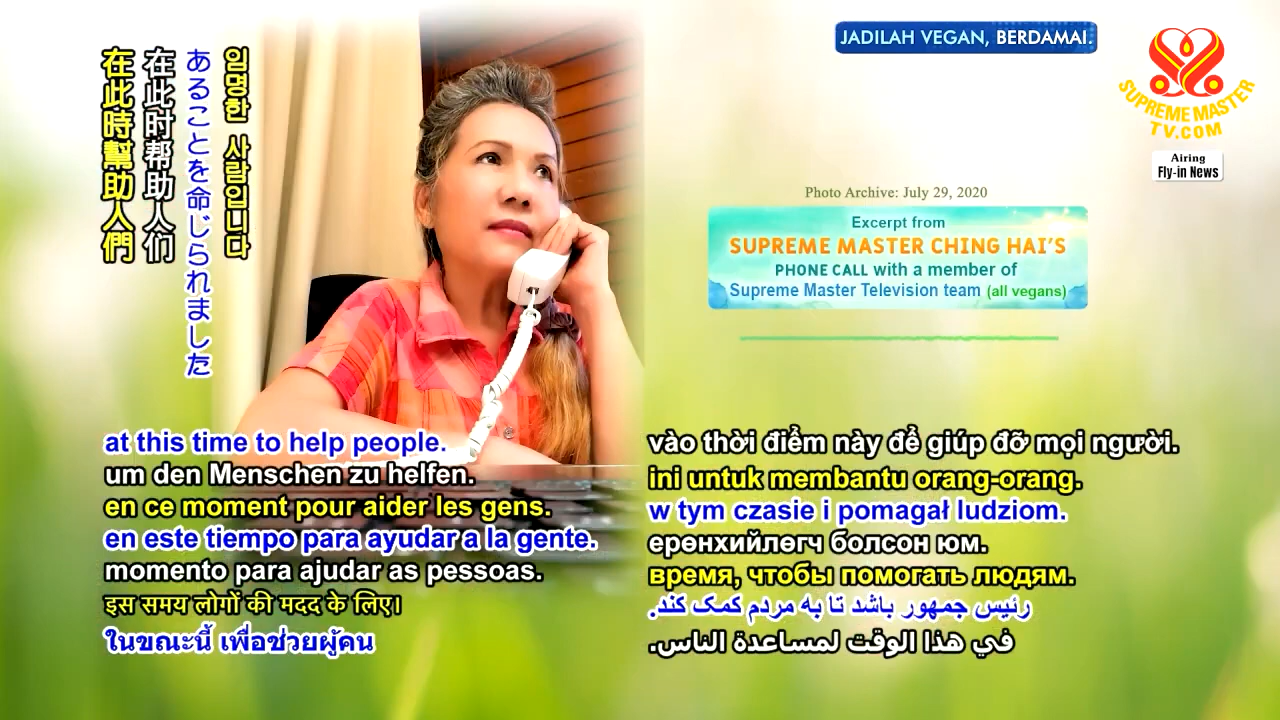 JADILAH VEGAN, BERDAMAI.
SUPREME MASTER
TV.COM
Airing
Fly-in News
임명한 사람입니다
あることを命じられました
在此时帮助人们
在此時幫助人們
Photo Archive: July 29, 2020
Excerpt from
SUPREME MASTER CHING HAI'S
PHONE CALL with a member of
Supreme Master Television team (all vegans)
at this time to help people.
um den Menschen zu helfen.
en ce moment pour aider les gens.
en este tiempo para ayudar a la gente.
momento para ajudar as pessoas.
इस समय लोगों की मदद के लिए।
ในขณะนี้ เพื่อช่วยผู้คน
vào thời điểm này để giúp đỡ mọi người.
ini untuk membantu orang-orang.
w tym czasie i pomagał ludziom.
ерөнхийлөгч болсон юм.
время, чтобы помогать людям.
رئیس جمهور باشد تا به مردم کمک کند.
في هذا الوقت لمساعدة الناس.